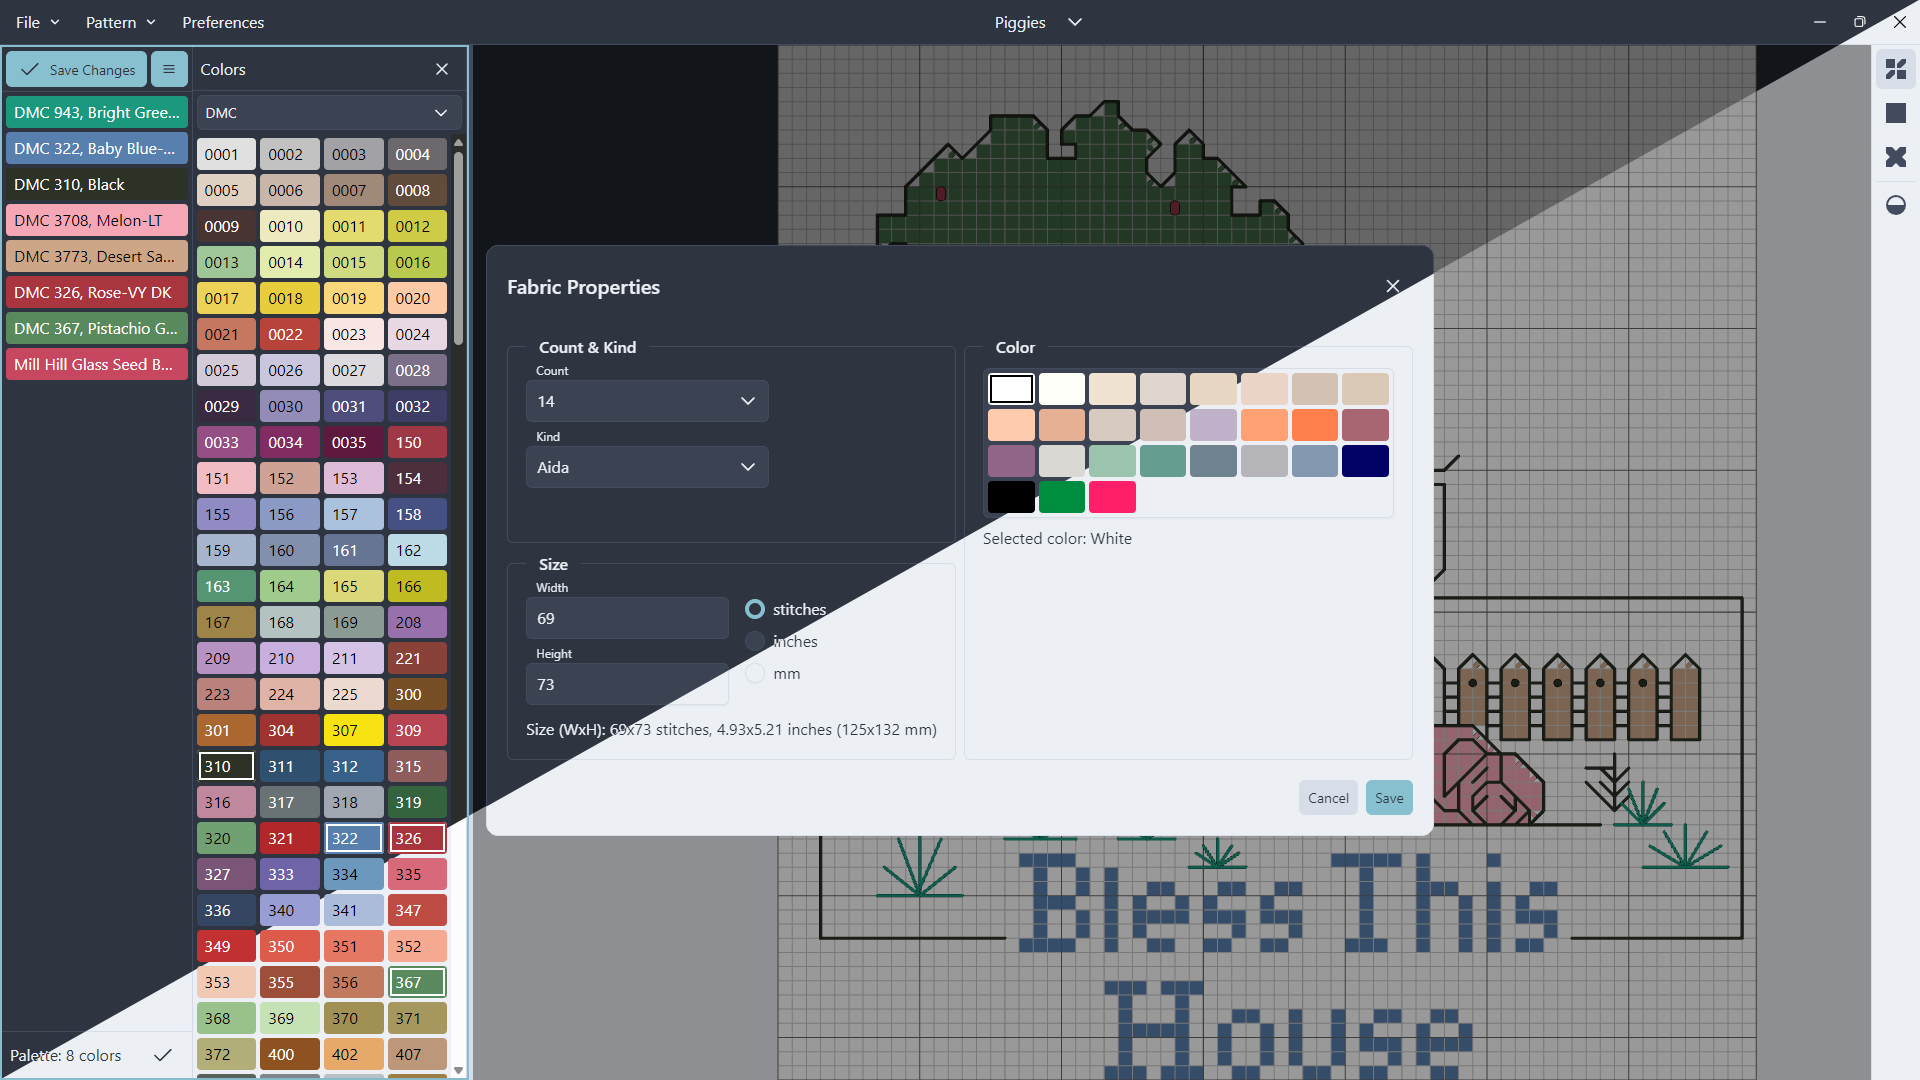 File Pattern Preferences Piggies
Save Changes
DMC 943, Bright Gree...
DMC 322, Baby Blue-...
DMC 310, Black
DMC 3708, Melon-LT
DMC 3773, Desert Sa...
DMC 326, Rose-VY DK
DMC 367, Pistachio G...
Mill Hill Glass Seed B...
Palette: 8 colors
Colors
DMC
0001 0002 0003 0004
0005 0006 0007 0008
0009 0010 0011 0012
0013 0014 0015 0016
0017 0018 0019 0020
0021 0022 0023 0024
0025 0026 0027 0028
0029 0030 0031 0032
0033 0034 0035 150
151 152 153 154
155 156 157 158
159 160 161 162
163 164 165 166
167 168 169 208
209 210 211 221
223 224 225 300
301 304 307 309
310 311 312 315
316 317 318 319
320 321 322 326
327 333 334 335
336 340 341 347
349 350 351 352
353 355 356 367
368 369 370 371
372 400 402 407
Fabric Properties
Count & Kind
Count
14
Kind
Aida
Size
Width
69
Height
73
stitches
inches
mm
Size (WxH): 69x73 stitches, 4.93x5.21 inches (125x132 mm)
Color
Selected color: White
Cancel Save
Bless This
House